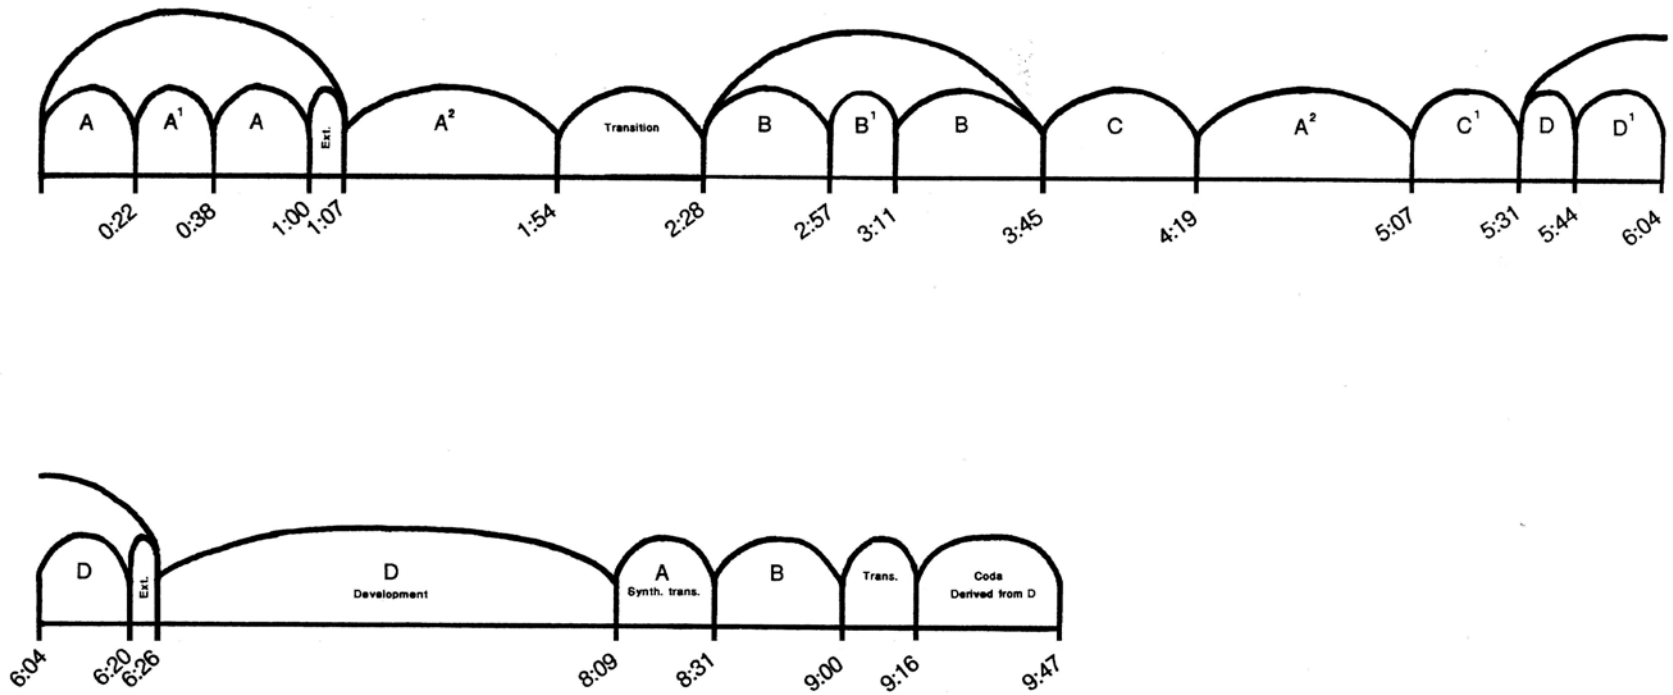 A A¹ A Ext. A² Transition B B¹ B C A² C¹ D D¹
0:22 0:38 1:00 1:07 1:54 2:28 2:57 3:11 3:45 4:19 5:07 5:31 5:44 6:04
D Ext. D A B Trans. Coda
Development Synth. trans. Derived from D
6:04 6:20 6:26 8:09 8:31 9:00 9:16 9:47